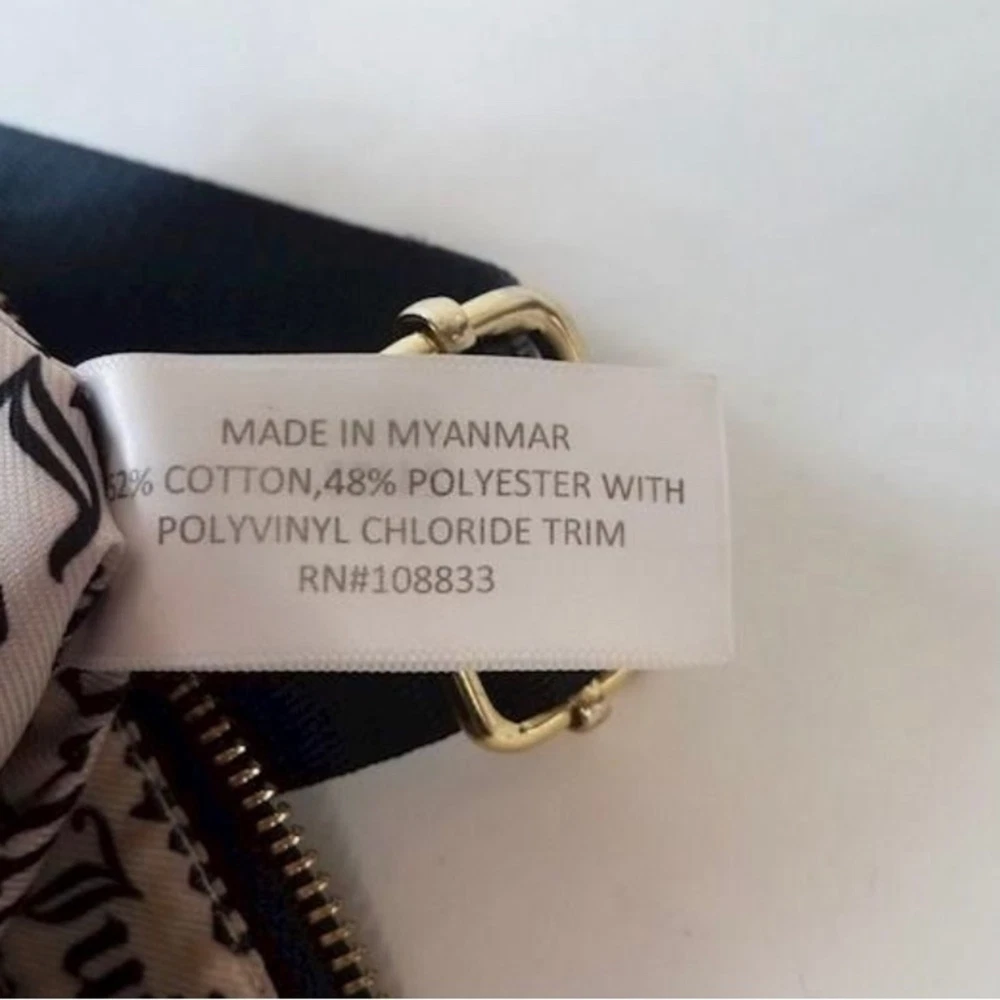 MADE IN MYANMAR
52% COTTON,48% POLYESTER WITH
POLYVINYL CHLORIDE TRIM
RN#108833